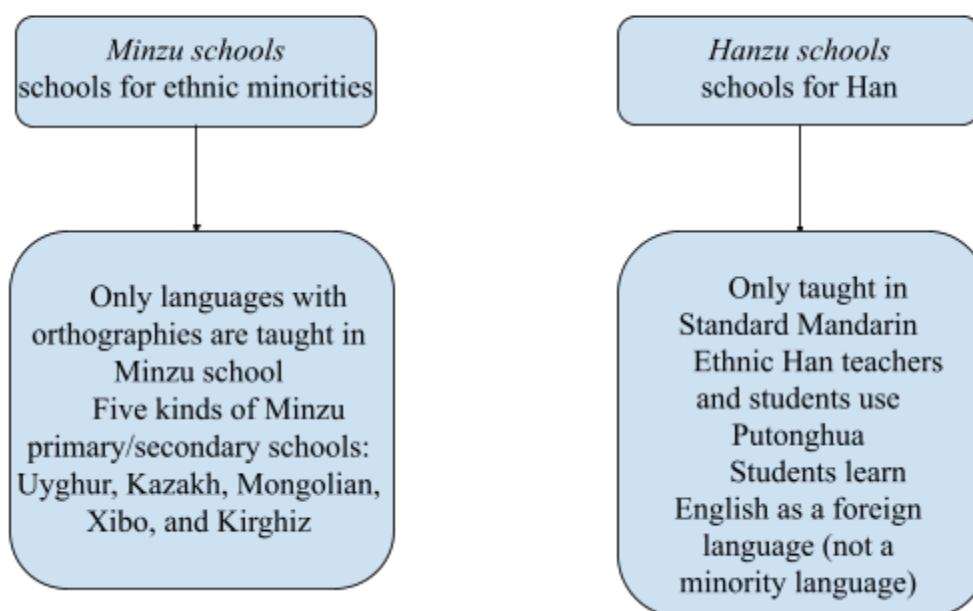 Minzu schools
schools for ethnic minorities
Only languages with
orthographies are taught in
Minzu school
Five kinds of Minzu
primary/secondary schools:
Uyghur, Kazakh, Mongolian,
Xibo, and Kirghiz
Hanzu schools
schools for Han
Only taught in
Standard Mandarin
Ethnic Han teachers
and students use
Putonghua
Students learn
English as a foreign
language (not a
minority language)